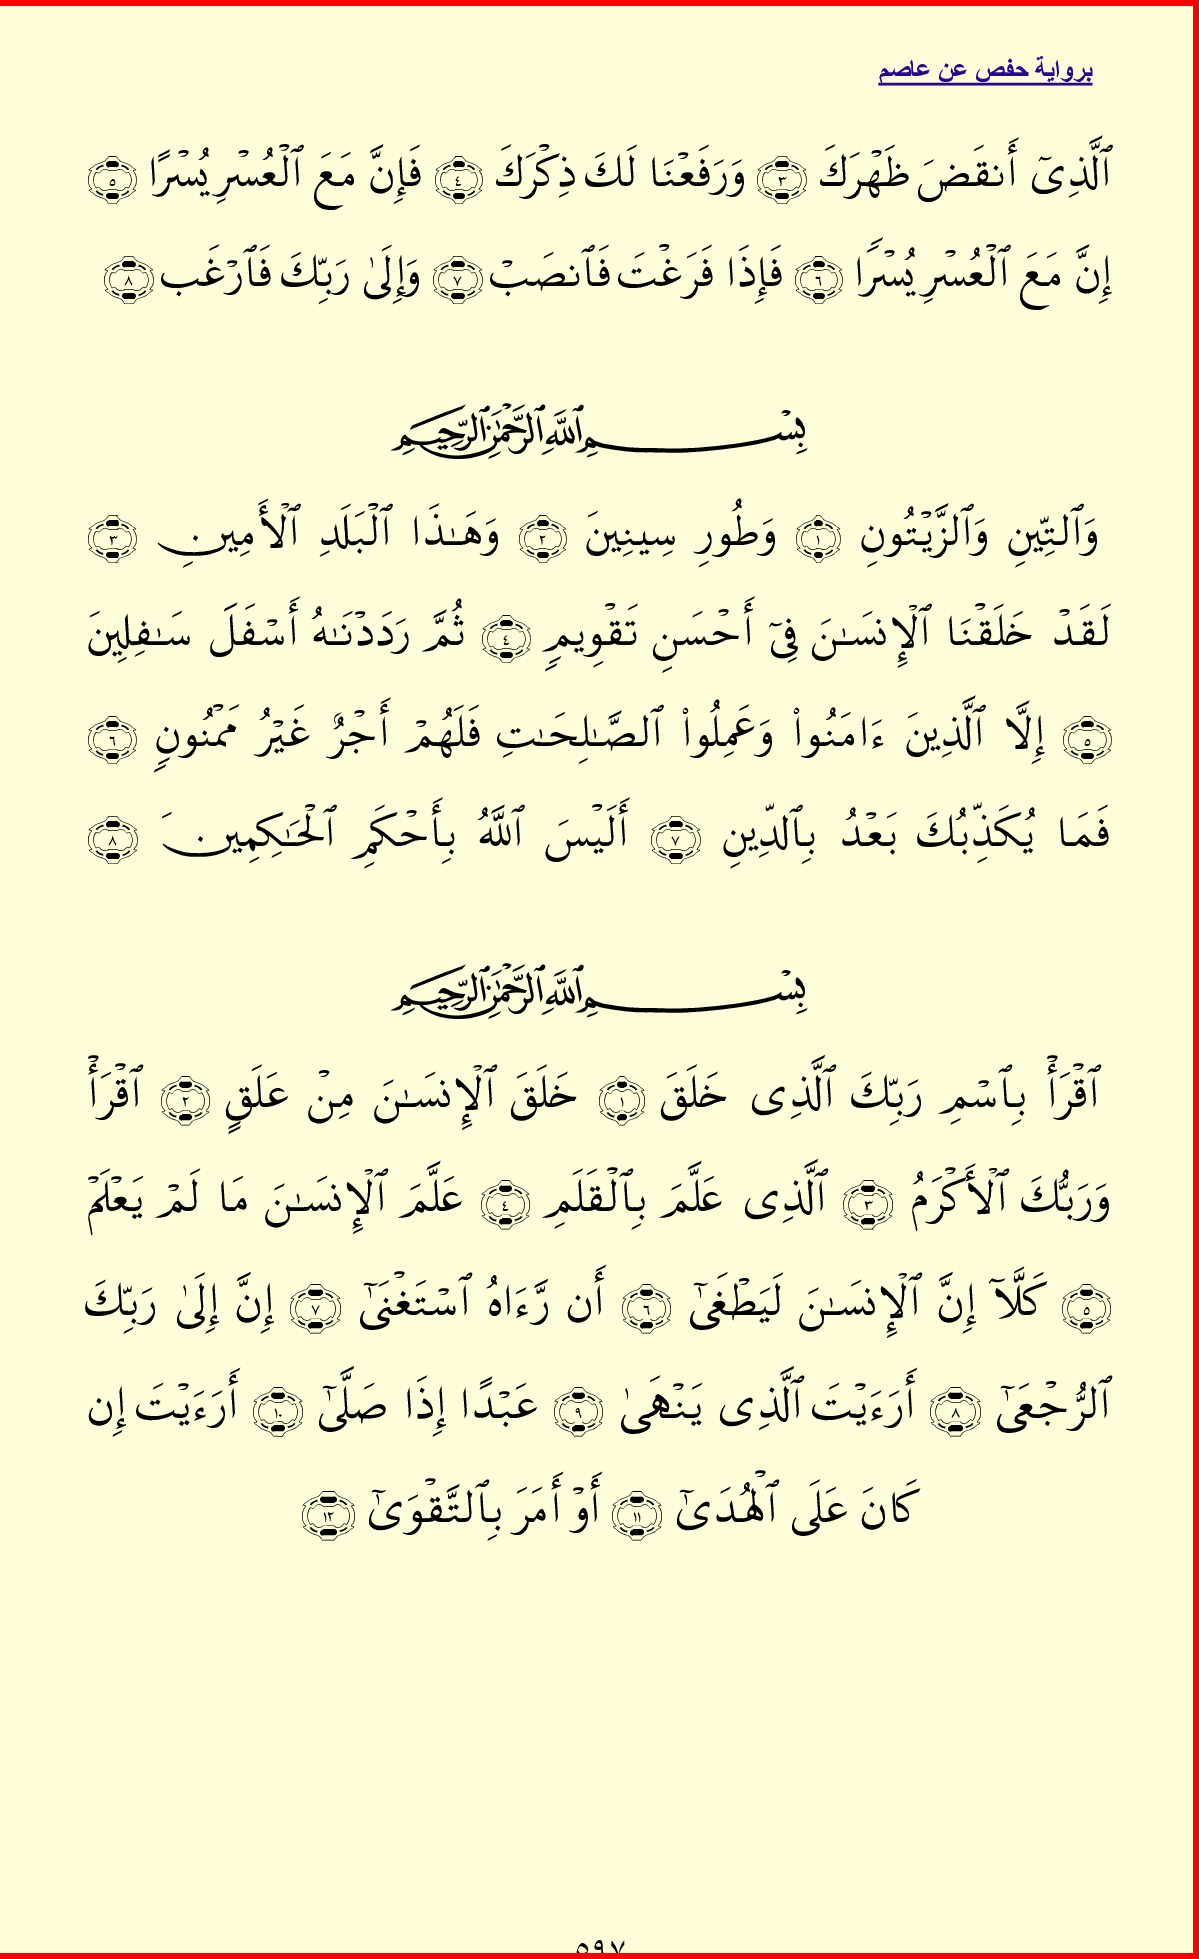 برواية حفص عن عاصم
ٱلَّذِىٓ أَنقَضَ ظَهْرَكَ ٣ وَرَفَعْنَا لَكَ ذِكْرَكَ ٤ فَإِنَّ مَعَ ٱلْعُسْرِ يُسْرًا ٥
إِنَّ مَعَ ٱلْعُسْرِ يُسْرًا ٦ فَإِذَا فَرَغْتَ فَٱنصَبْ ٧ وَإِلَىٰ رَبِّكَ فَٱرْغَب ٨
بِسْمِ ٱللَّهِ ٱلرَّحْمَٰنِ ٱلرَّحِيمِ
وَٱلتِّينِ وَٱلزَّيْتُونِ ١ وَطُورِ سِينِينَ ٢ وَهَـٰذَا ٱلْبَلَدِ ٱلْأَمِينِ ٣
لَقَدْ خَلَقْنَا ٱلْإِنسَـٰنَ فِىٓ أَحْسَنِ تَقْوِيمٍ ٤ ثُمَّ رَدَدْنَـٰهُ أَسْفَلَ سَـٰفِلِينَ
٥ إِلَّا ٱلَّذِينَ ءَامَنُوا۟ وَعَمِلُوا۟ ٱلصَّـٰلِحَـٰتِ فَلَهُمْ أَجْرٌ غَيْرُ مَمْنُونٍ ٦
فَمَا يُكَذِّبُكَ بَعْدُ بِٱلدِّينِ ٧ أَلَيْسَ ٱللَّهُ بِأَحْكَمِ ٱلْحَـٰكِمِينَ ٨
بِسْمِ ٱللَّهِ ٱلرَّحْمَٰنِ ٱلرَّحِيمِ
ٱقْرَأْ بِٱسْمِ رَبِّكَ ٱلَّذِى خَلَقَ ١ خَلَقَ ٱلْإِنسَـٰنَ مِنْ عَلَقٍ ٢ ٱقْرَأْ
وَرَبُّكَ ٱلْأَكْرَمُ ٣ ٱلَّذِى عَلَّمَ بِٱلْقَلَمِ ٤ عَلَّمَ ٱلْإِنسَـٰنَ مَا لَمْ يَعْلَمْ
٥ كَلَّآ إِنَّ ٱلْإِنسَـٰنَ لَيَطْغَىٰٓ ٦ أَن رَّءَاهُ ٱسْتَغْنَىٰٓ ٧ إِنَّ إِلَىٰ رَبِّكَ
ٱلرُّجْعَىٰٓ ٨ أَرَءَيْتَ ٱلَّذِى يَنْهَىٰ ٩ عَبْدًا إِذَا صَلَّىٰٓ ١٠ أَرَءَيْتَ إِن
كَانَ عَلَى ٱلْهُدَىٰٓ ١١ أَوْ أَمَرَ بِٱلتَّقْوَىٰٓ ١٢
٥٩٧